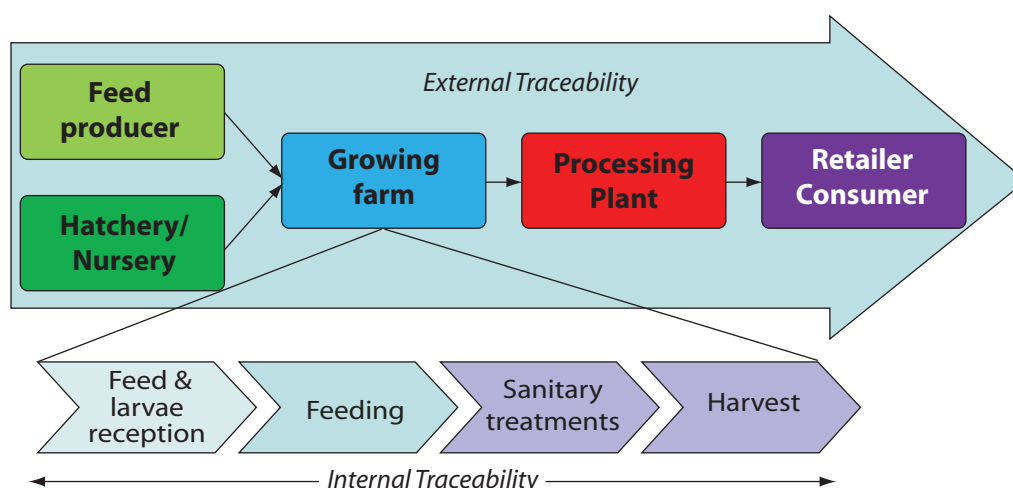 External Traceability
Feed
producer
Hatchery/
Nursery
Growing
farm
Processing
Plant
Retailer
Consumer
Feed &
larvae
reception
Feeding
Sanitary
treatments
Harvest
Internal Traceability